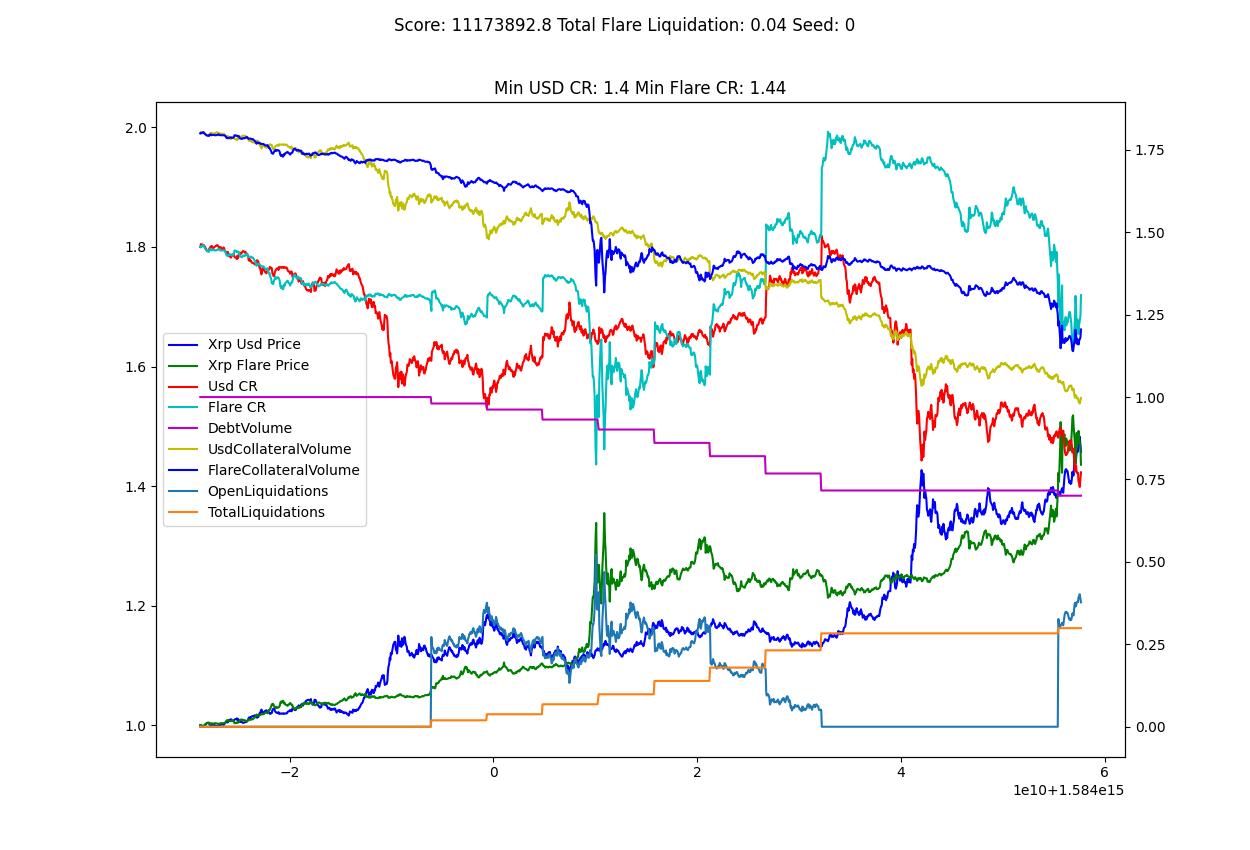 Score: 11173892.8 Total Flare Liquidation: 0.04 Seed: 0
Min USD CR: 1.4 Min Flare CR: 1.44
2.0
1.8
1.6
1.4
1.2
1.0
1.75
1.50
1.25
1.00
0.75
0.50
0.25
0.00
Xrp Usd Price
Xrp Flare Price
Usd CR
Flare CR
DebtVolume
UsdCollateralVolume
FlareCollateralVolume
OpenLiquidations
TotalLiquidations
−2 0 2 4 6
1e10+1.584e15